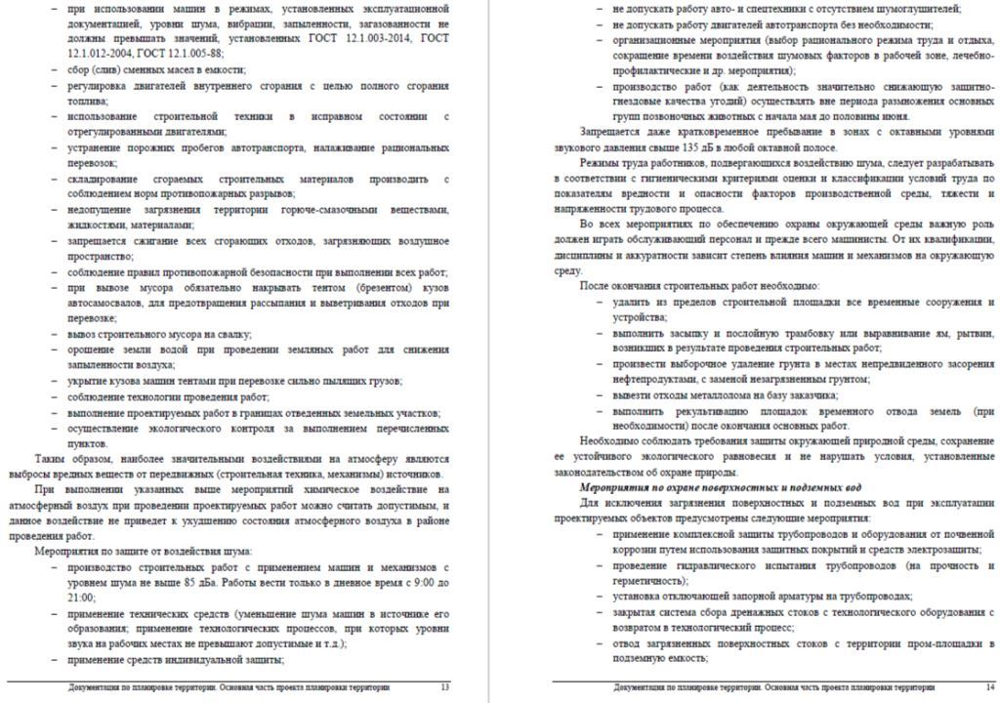 – при использовании машин в режимах, установленных эксплуатационной
документацией, уровни шума, вибрации, запыленности, загазованности не
должны превышать значений, установленных ГОСТ 12.1.003-2014, ГОСТ
12.1.012-2004, ГОСТ 12.1.005-88;
– сбор (слив) сменных масел в емкости;
– регулировка двигателей внутреннего сгорания с целью полного сгорания
топлива;
– использование строительной техники в исправном состоянии с
отрегулированными двигателями;
– устранение порожних пробегов автотранспорта, налаживание рациональных
перевозок;
– складирование сгораемых строительных материалов производить с
соблюдением норм противопожарных разрывов;
– недопущение загрязнения территории горюче-смазочными веществами,
жидкостями, материалами;
– запрещается сжигание всех сгорающих отходов, загрязняющих воздушное
пространство;
– соблюдение правил противопожарной безопасности при выполнении всех работ;
– при вывозе мусора обязательно накрывать тентом (брезентом) кузов
автосамосвалов, для предотвращения рассыпания и выветривания отходов при
перевозке;
– вывоз строительного мусора на свалку;
– орошение земли водой при проведении земляных работ для снижения
запыленности воздуха;
– укрытие кузова машин тентами при перевозке сильно пылящих грузов;
– соблюдение технологии проведения работ;
– выполнение проектируемых работ в границах отведенных земельных участков;
– осуществление экологического контроля за выполнением перечисленных
пунктов.
Таким образом, наиболее значительными воздействиями на атмосферу являются
выбросы вредных веществ от передвижных (строительная техника, механизмы) источников.
При выполнении указанных выше мероприятий химическое воздействие на
атмосферный воздух при проведении проектируемых работ можно считать допустимым, и
данное воздействие не приведет к ухудшению состояния атмосферного воздуха в районе
проведения работ.
Мероприятия по защите от воздействия шума:
– производство строительных работ с применением машин и механизмов с
уровнем шума не выше 85 дБа. Работы вести только в дневное время с 9:00 до
21:00;
– применение технических средств (уменьшение шума машин в источнике его
образования; применение технологических процессов, при которых уровни
звука на рабочих местах не превышают допустимые и т.д.);
– применение средств индивидуальной защиты;
Документация по планировке территории. Основная часть проекта планировки территории 13
– не допускать работу авто- и спецтехники с отсутствием шумоглушителей;
– не допускать работу двигателей автотранспорта без необходимости;
– организационные мероприятия (выбор рационального режима труда и отдыха,
сокращение времени воздействия шумовых факторов в рабочей зоне, лечебно-
профилактические и др. мероприятия);
– производство работ (как деятельность значительно снижающую защитно-
гнездовые качества угодий) осуществлять вне периода размножения основных
групп позвоночных животных с начала мая до половины июня.
Запрещается даже кратковременное пребывание в зонах с октавными уровнями
звукового давления свыше 135 дБ в любой октавной полосе.
Режимы труда работников, подвергающихся воздействию шума, следует разрабатывать
в соответствии с гигиеническими критериями оценки и классификации условий труда по
показателям вредности и опасности факторов производственной среды, тяжести и
напряженности трудового процесса.
Во всех мероприятиях по обеспечению охраны окружающей среды важную роль
должен играть обслуживающий персонал и прежде всего машинисты. От их квалификации,
дисциплины и аккуратности зависит степень влияния машин и механизмов на окружающую
среду.
После окончания строительных работ необходимо:
– удалить из пределов строительной площадки все временные сооружения и
устройства;
– выполнить засыпку и послойную трамбовку или выравнивание ям, рытвин,
возникших в результате проведения строительных работ;
– произвести выборочное удаление грунта в местах непредвиденного засорения
нефтепродуктами, с заменой незагрязненным грунтом;
– вывезти отходы металлолома на базу заказчика;
– выполнить рекультивацию площадок временного отвода земель (при
необходимости) после окончания основных работ.
Необходимо соблюдать требования защиты окружающей природной среды, сохранение
ее устойчивого экологического равновесия и не нарушать условия, установленные
законодательством об охране природы.
Мероприятия по охране поверхностных и подземных вод
Для исключения загрязнения поверхностных и подземных вод при эксплуатации
проектируемых объектов предусмотрены следующие мероприятия:
– применение комплексной защиты трубопроводов и оборудования от почвенной
коррозии путем использования защитных покрытий и средств электрозащиты;
– проведение гидравлического испытания трубопроводов (на прочность и
герметичность);
– установка отключающей запорной арматуры на трубопроводах;
– закрытая система сбора дренажных стоков с технологического оборудования с
возвратом в технологический процесс;
– отвод загрязненных поверхностных стоков с территории пром-площадки в
подземную емкость;
Документация по планировке территории. Основная часть проекта планировки территории 14